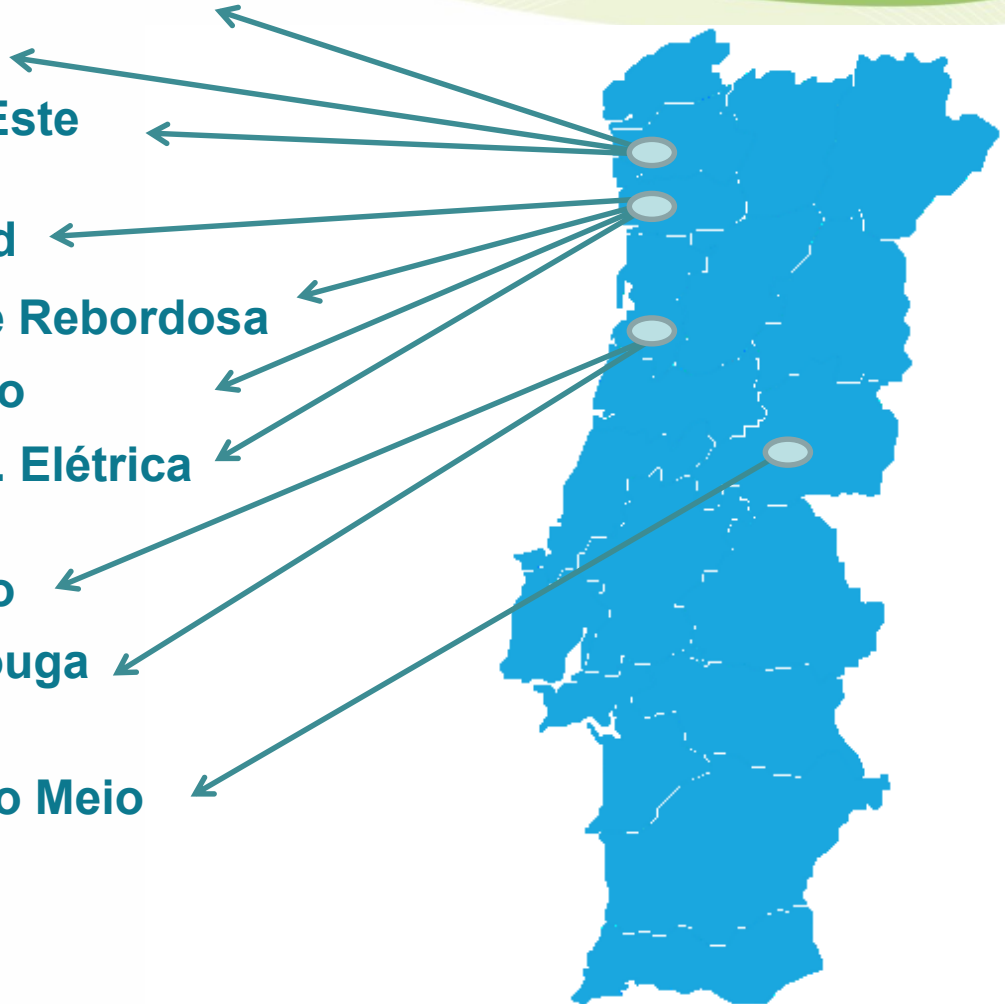 Este
d
e Rebordosa
o
. Elétrica
o
ouga
o Meio